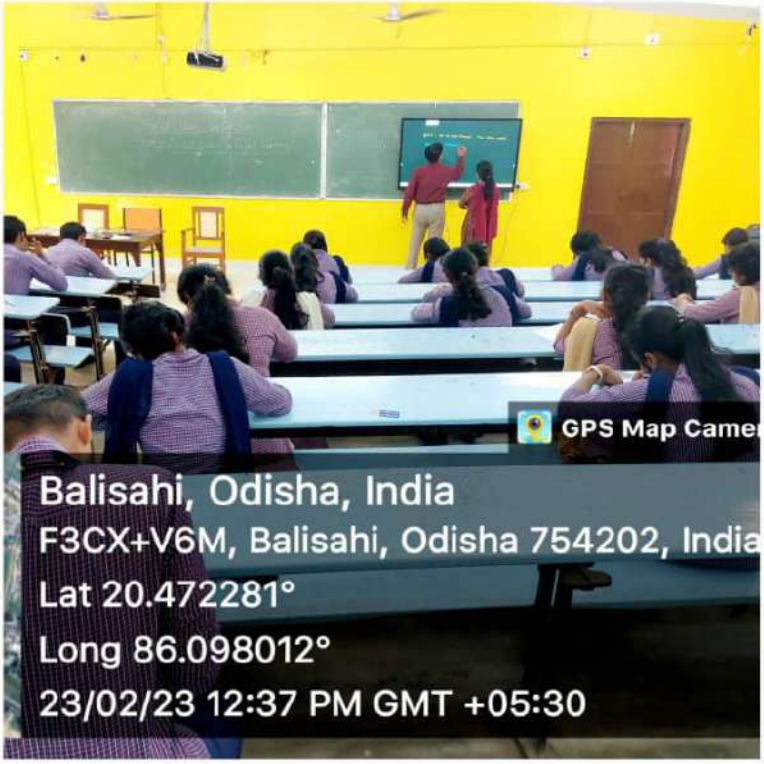 GPS Map Camer
Balisahi, Odisha, India
F3CX+V6M, Balisahi, Odisha 754202, India
Lat 20.472281°
Long 86.098012°
23/02/23 12:37 PM GMT +05:30